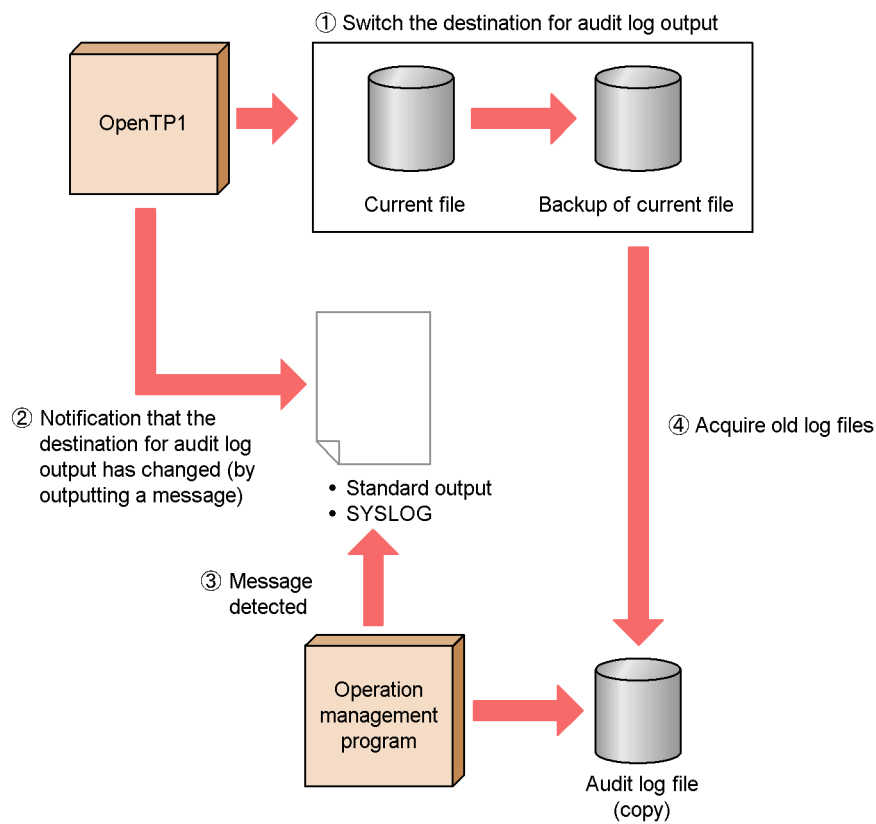 ① Switch the destination for audit log output
OpenTP1
Current file
Backup of current file
② Notification that the
destination for audit log
output has changed (by
outputting a message)
• Standard output
• SYSLOG
④ Acquire old log files
③ Message
detected
Operation
management
program
Audit log file
(copy)